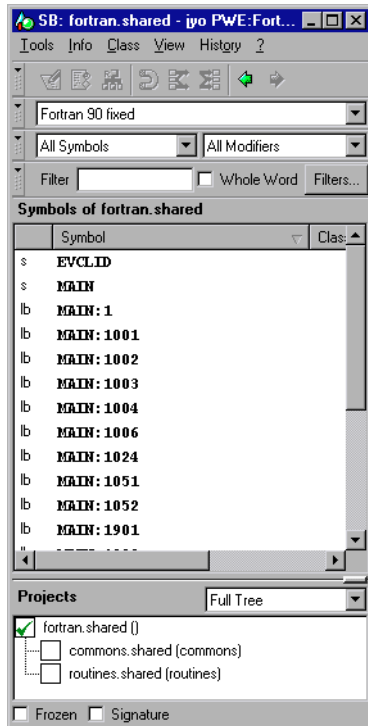 SB: fortran.shared - jyo PWE:Fort...
Tools Info Class View History ?
Fortran 90 fixed
All Symbols All Modifiers
Filter Whole Word Filters...
Symbols of fortran.shared
Symbol Clas
s EVCLID
s MAIN
lb MAIN:1
lb MAIN:1001
lb MAIN:1002
lb MAIN:1003
lb MAIN:1004
lb MAIN:1006
lb MAIN:1024
lb MAIN:1051
lb MAIN:1052
lb MAIN:1901
Projects Full Tree
fortran.shared ()
commons.shared (commons)
routines.shared (routines)
Frozen Signature